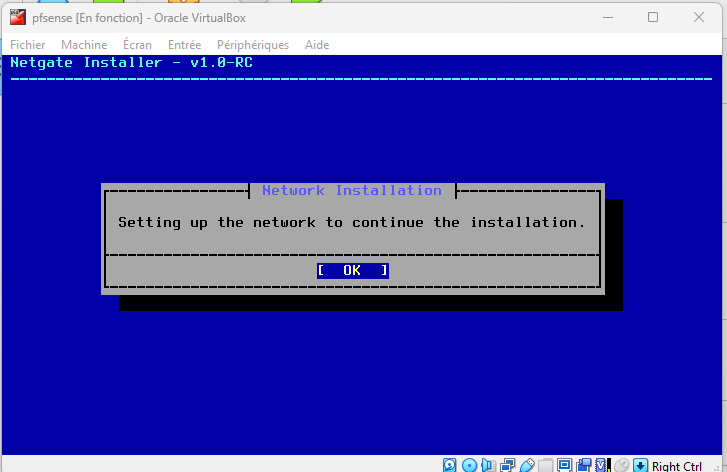 pfsense [En fonction] - Oracle VirtualBox
Fichier Machine Écran Entrée Périphériques Aide
Netgate Installer - v1.0-RC
Network Installation
Setting up the network to continue the installation.
[ OK ]
Right Ctrl